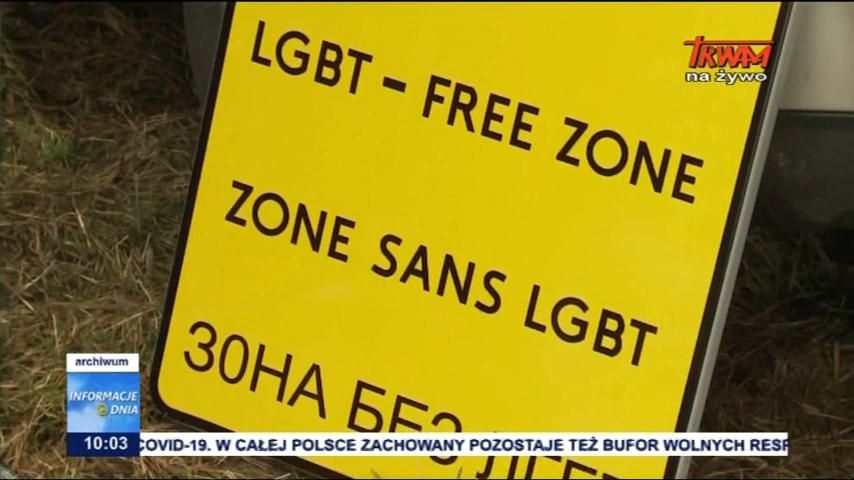 LGBT – FREE ZONE
TRWAM
na żywo
ZONE SANS LGBT
ЗОНА БЕЗ
archiwum
INFORMACJE
DNIA
10:03
COVID-19. W CAŁEJ POLSCE ZACHOWANY POZOSTAJE TEŻ BUFOR WOLNYCH RESP